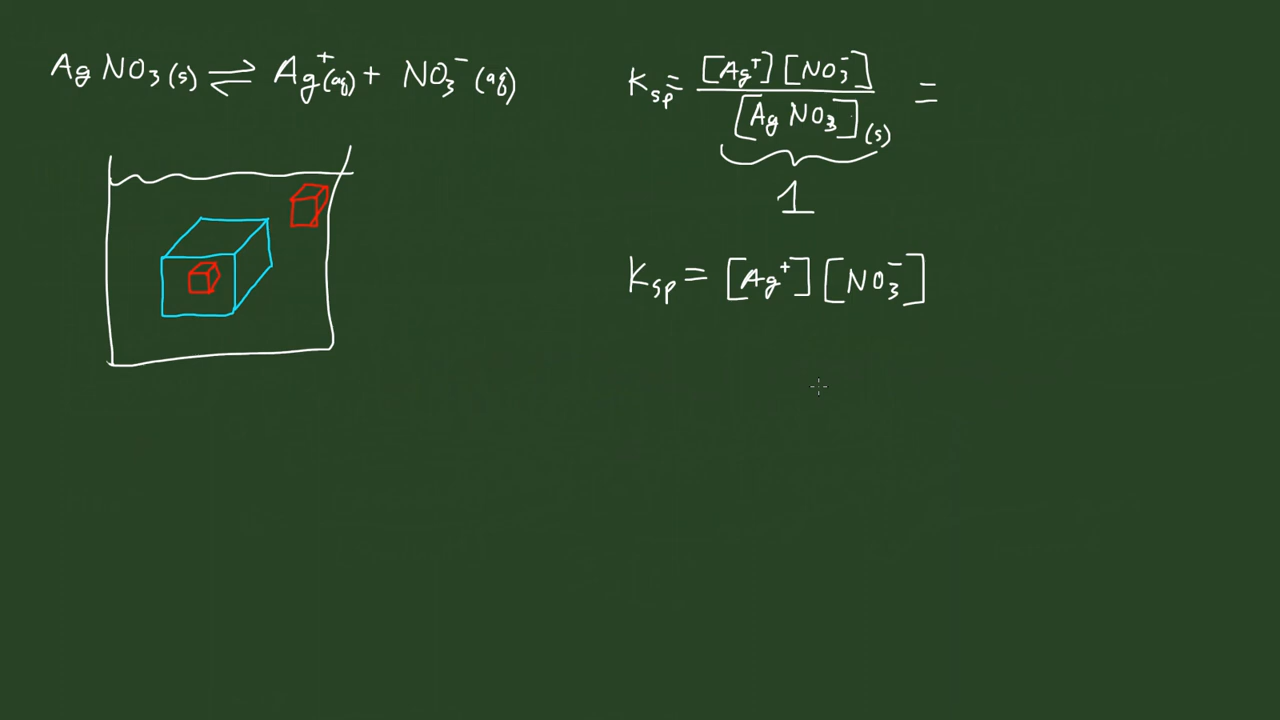 AgNO₃(s) ⇌ Ag⁺(aq) + NO₃⁻(aq)
Ksp = [Ag⁺][NO₃⁻] / [AgNO₃](s) =
1
Ksp = [Ag⁺][NO₃⁻]